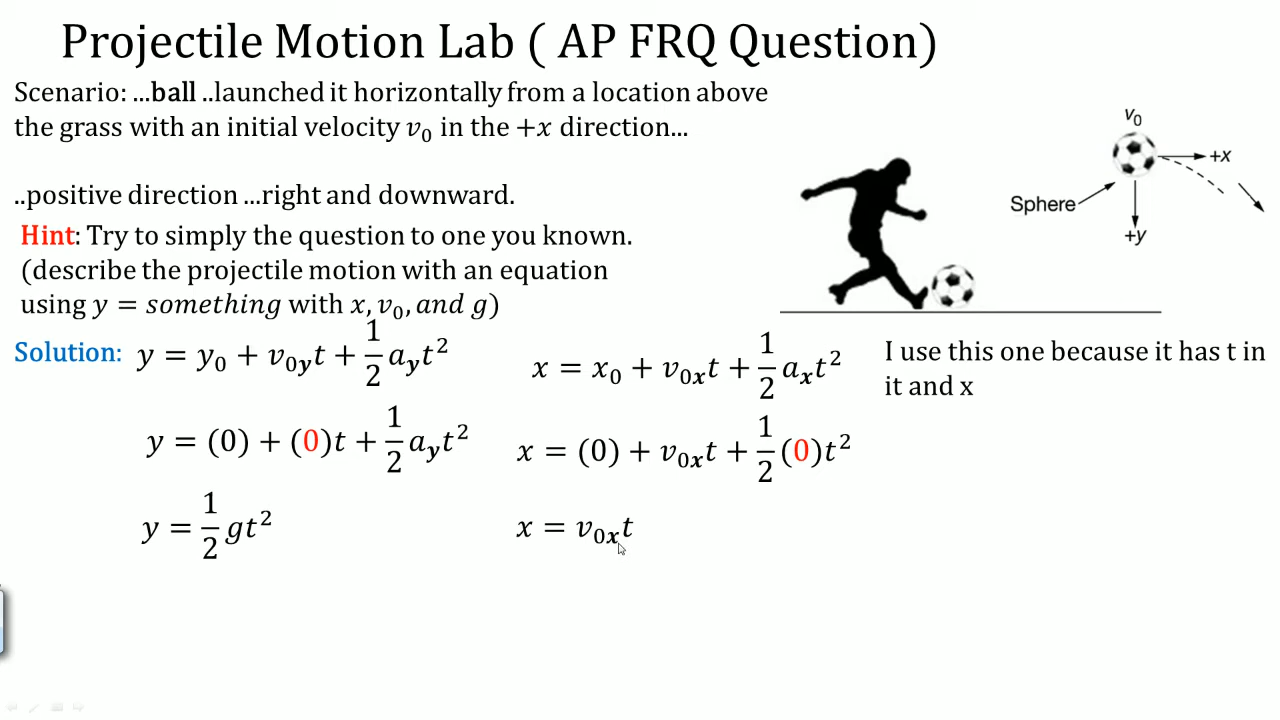 Projectile Motion Lab ( AP FRQ Question)
Scenario: ...ball ..launched it horizontally from a location above
the grass with an initial velocity v₀ in the +x direction...
..positive direction ...right and downward.
Hint: Try to simply the question to one you known.
(describe the projectile motion with an equation
using y = something with x, v₀, and g)
v₀
+x
Sphere
+y
Solution: y = y₀ + v₀yt + 1/2 ayt²
x = x₀ + v₀xt + 1/2 axt²
I use this one because it has t in
it and x
y = (0) + (0)t + 1/2 ayt²
x = (0) + v₀xt + 1/2 (0)t²
y = 1/2 gt²
x = v₀xt